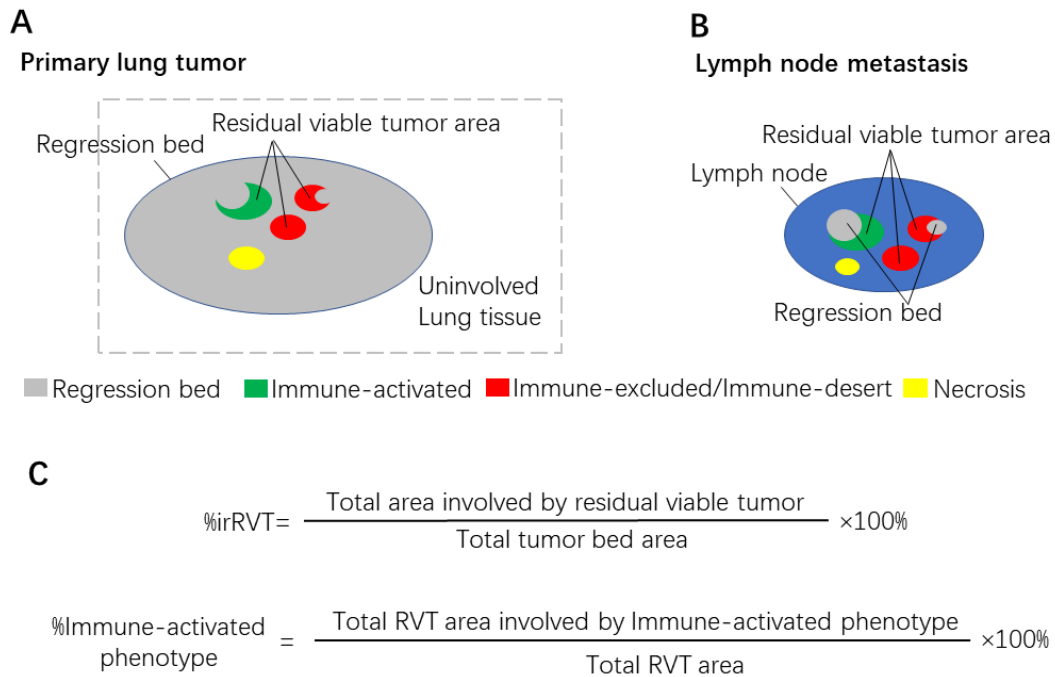 A
Primary lung tumor
Residual viable tumor area
Regression bed
Uninvolved
Lung tissue
B
Lymph node metastasis
Residual viable tumor area
Lymph node
Regression bed
Regression bed Immune-activated Immune-excluded/Immune-desert Necrosis
C
%irRVT= Total area involved by residual viable tumor ×100%
Total tumor bed area
%Immune-activated phenotype = Total RVT area involved by Immune-activated phenotype ×100%
Total RVT area